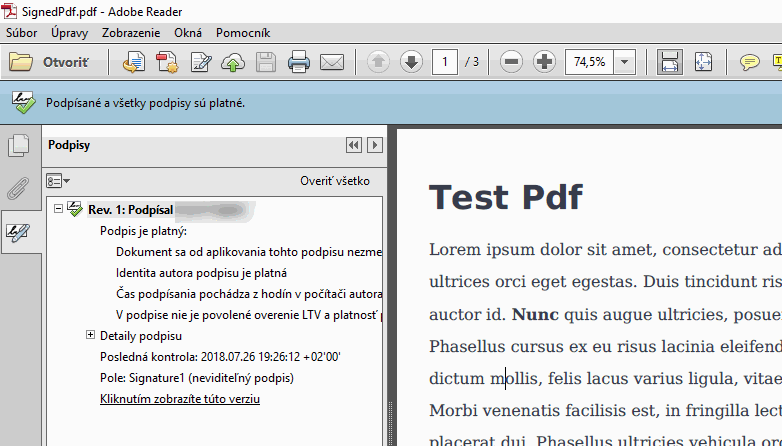 SignedPdf.pdf - Adobe Reader
Súbor Úpravy Zobrazenie Okná Pomocník
Otvoriť 1 / 3 74,5%
Podpísané a všetky podpisy sú platné.
Podpisy
Overiť všetko
Rev. 1: Podpísal
Podpis je platný:
Dokument sa od aplikovania tohto podpisu nezme
Identita autora podpisu je platná
Čas podpísania pochádza z hodín v počítači autora
V podpise nie je povolené overenie LTV a platnosť
Detaily podpisu
Posledná kontrola: 2018.07.26 19:26:12 +02'00'
Pole: Signature1 (neviditeľný podpis)
Kliknutím zobrazíte túto verziu
Test Pdf
Lorem ipsum dolor sit amet, consectetur ad
ultrices orci eget egestas. Duis tincidunt ris
auctor id. Nunc quis augue ultricies, posue
Phasellus cursus ex eu risus lacinia eleifend
dictum mollis, felis lacus varius ligula, vitae
Morbi venenatis facilisis est, in fringilla lect
placerat dui. Phasellus ultricies vehicula